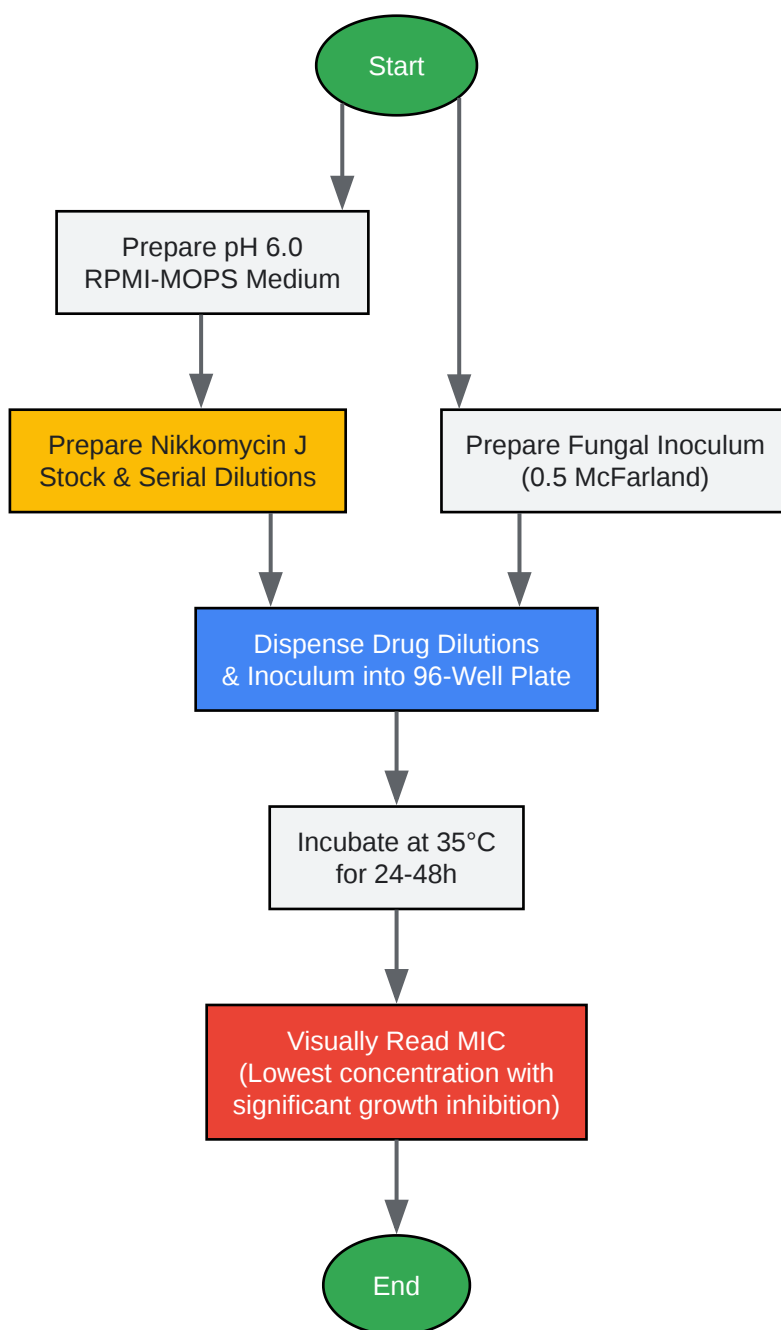 Start
Prepare pH 6.0
RPMI-MOPS Medium
Prepare Nikkomycin J
Stock & Serial Dilutions
Prepare Fungal Inoculum
(0.5 McFarland)
Dispense Drug Dilutions
& Inoculum into 96-Well Plate
Incubate at 35°C
for 24-48h
Visually Read MIC
(Lowest concentration with
significant growth inhibition)
End